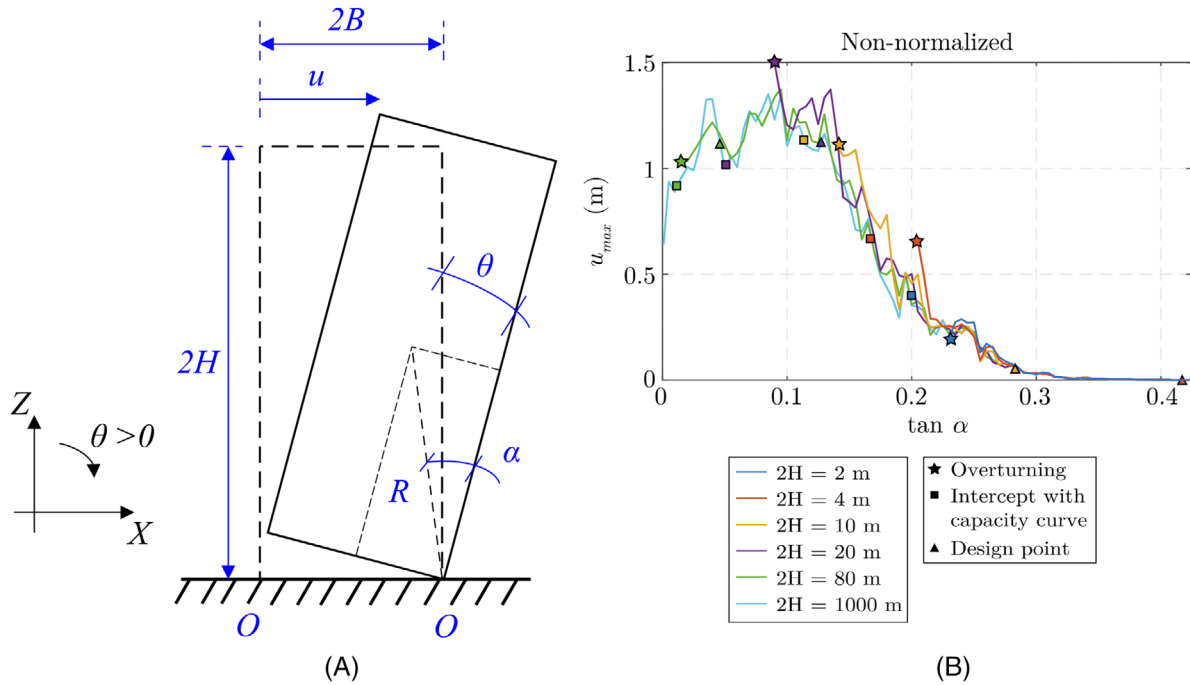 2B
u
2H
θ
α
R
Z
θ >0
X
O
O
(A)
Non-normalized
1.5
1
0.5
0
u_max (m)
0
0.1
0.2
0.3
0.4
tan α
2H = 2 m
2H = 4 m
2H = 10 m
2H = 20 m
2H = 80 m
2H = 1000 m
Overturning
Intercept with
capacity curve
Design point
(B)